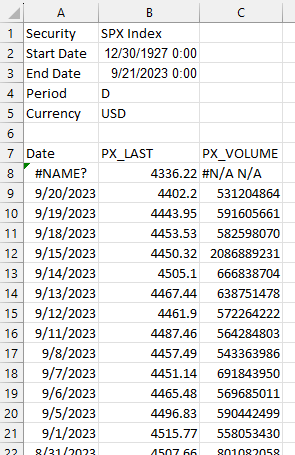 A B C
1 Security SPX Index
2 Start Date 12/30/1927 0:00
3 End Date 9/21/2023 0:00
4 Period D
5 Currency USD
6
7 Date PX_LAST PX_VOLUME
8 #NAME? 4336.22 #N/A N/A
9 9/20/2023 4402.2 531204864
10 9/19/2023 4443.95 591605661
11 9/18/2023 4453.53 582598070
12 9/15/2023 4450.32 2086889231
13 9/14/2023 4505.1 666838704
14 9/13/2023 4467.44 638751478
15 9/12/2023 4461.9 572264222
16 9/11/2023 4487.46 564284803
17 9/8/2023 4457.49 543363986
18 9/7/2023 4451.14 691843950
19 9/6/2023 4465.48 569685011
20 9/5/2023 4496.83 590442499
21 9/1/2023 4515.77 558053430
22 8/31/2023 4507.66 801082058